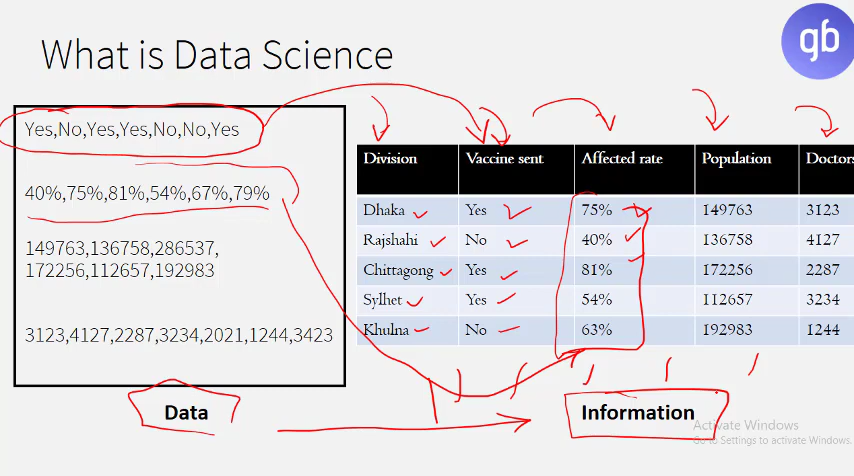 What is Data Science
gb
Yes,No,Yes,Yes,No,No,Yes
40%,75%,81%,54%,67%,79%
149763,136758,286537,
172256,112657,192983
3123,4127,2287,3234,2021,1244,3423
Data
Division Vaccine sent Affected rate Population Doctors
Dhaka Yes 75% 149763 3123
Rajshahi No 40% 136758 4127
Chittagong Yes 81% 172256 2287
Sylhet Yes 54% 112657 3234
Khulna No 63% 192983 1244
Information
Activate Windows
Go to Settings to activate Windows.